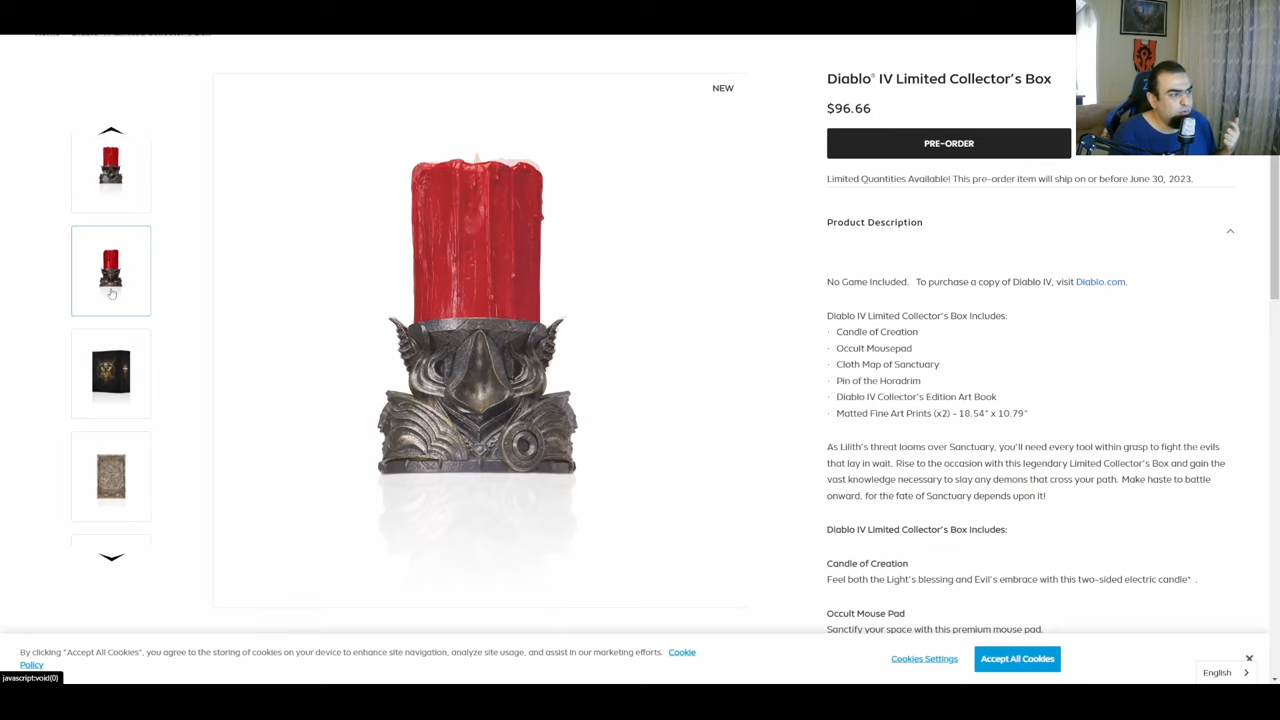 NEW
Diablo® IV Limited Collector's Box
$96.66
PRE-ORDER
Limited Quantities Available! This pre-order item will ship on or before June 30, 2023.
Product Description
No Game Included. To purchase a copy of Diablo IV, visit Diablo.com.
Diablo IV Limited Collector's Box Includes:
· Candle of Creation
· Occult Mousepad
· Cloth Map of Sanctuary
· Pin of the Horadrim
· Diablo IV Collector's Edition Art Book
· Matted Fine Art Prints (x2) – 18.54" x 10.79"
As Lilith's threat looms over Sanctuary, you'll need every tool within grasp to fight the evils
that lay in wait. Rise to the occasion with this legendary Limited Collector's Box and gain the
vast knowledge necessary to slay any demons that cross your path. Make haste to battle
onward, for the fate of Sanctuary depends upon it!
Diablo IV Limited Collector's Box Includes:
Candle of Creation
Feel both the Light's blessing and Evil's embrace with this two-sided electric candle* .
Occult Mouse Pad
Sanctify your space with this premium mouse pad.
By clicking "Accept All Cookies", you agree to the storing of cookies on your device to enhance site navigation, analyze site usage, and assist in our marketing efforts. Cookie
Policy
Cookies Settings
Accept All Cookies
English
javascript:void(0)